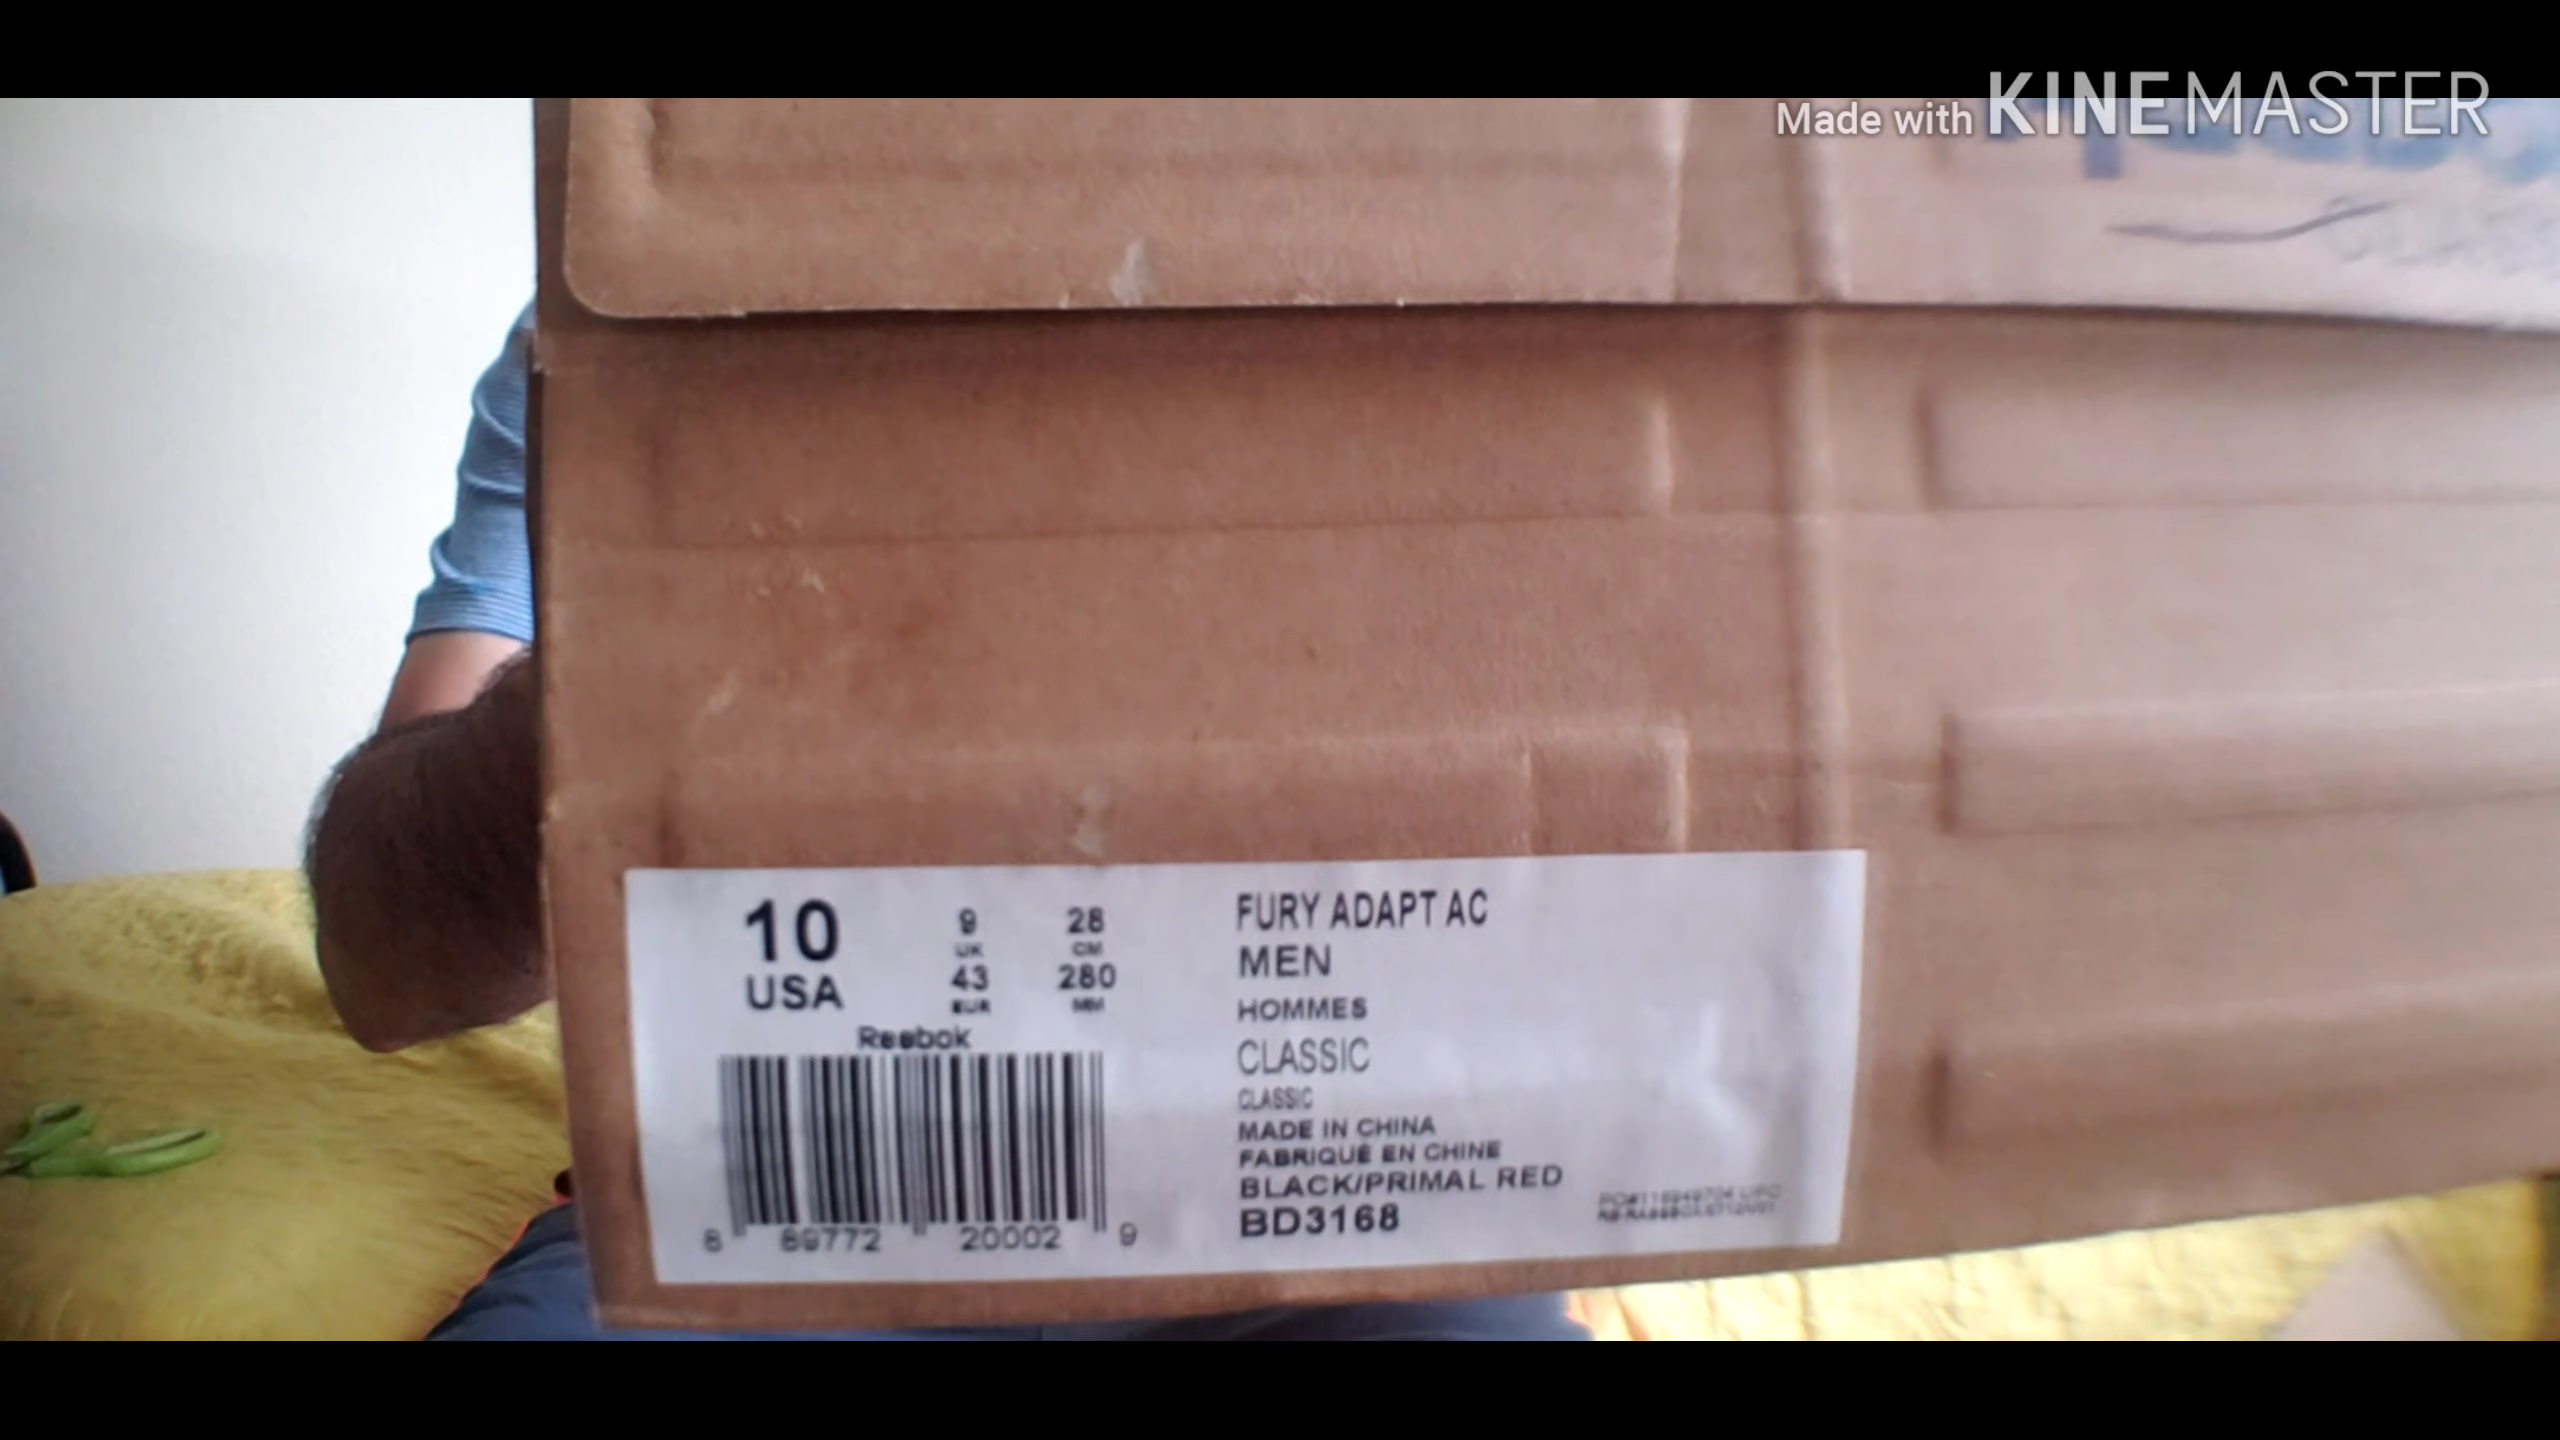 Made with KINEMASTER
10
USA
9
UK
43
EUR
28
CM
280
MM
Reebok
8 89772 20002 9
FURY ADAPT AC
MEN
HOMMES
CLASSIC
CLASSIC
MADE IN CHINA
FABRIQUÉ EN CHINE
BLACK/PRIMAL RED
BD3168